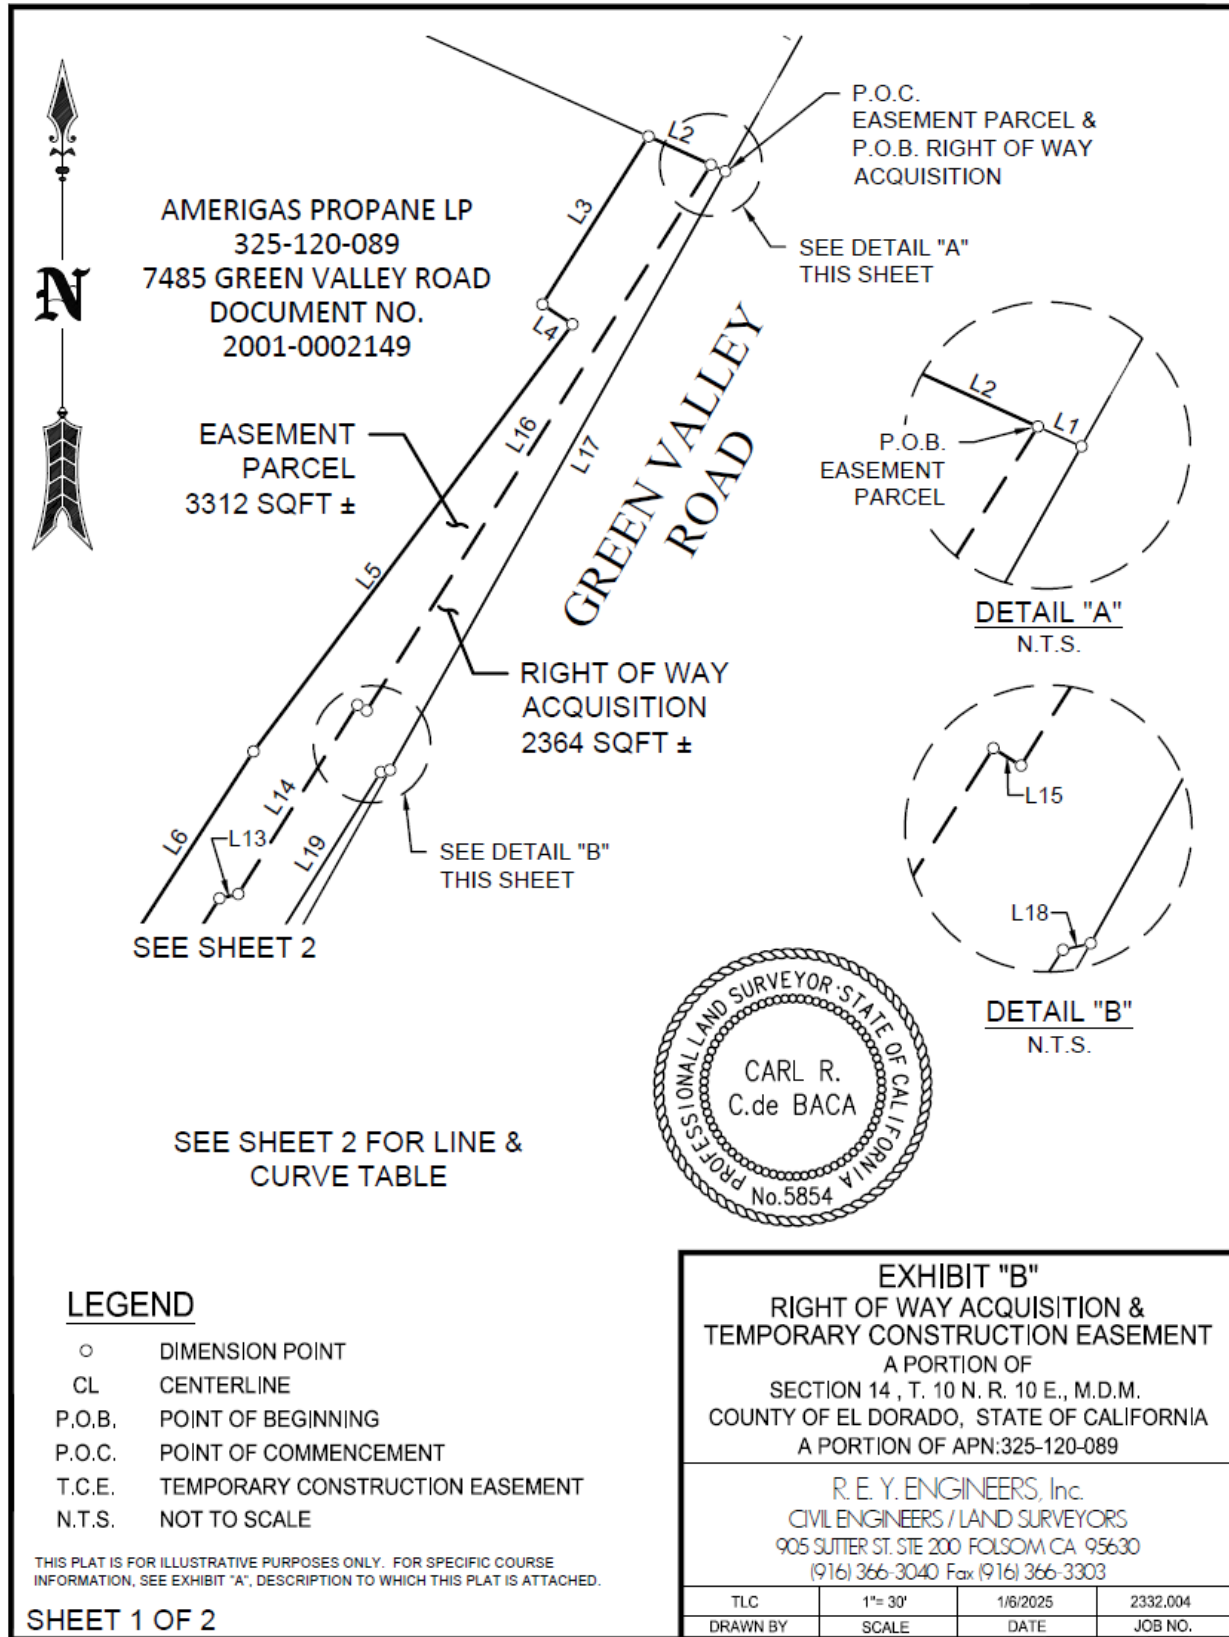 P.O.C.
EASEMENT PARCEL &
P.O.B. RIGHT OF WAY
ACQUISITION
L2
L3
AMERIGAS PROPANE LP
325-120-089
7485 GREEN VALLEY ROAD
DOCUMENT NO.
2001-0002149
N
SEE DETAIL "A"
THIS SHEET
L4
L16
L17
GREEN VALLEY
ROAD
L2
L1
P.O.B.
EASEMENT
PARCEL
DETAIL "A"
N.T.S.
EASEMENT
PARCEL
3312 SQFT ±
L5
RIGHT OF WAY
ACQUISITION
2364 SQFT ±
L14
L6
L13
L19
SEE DETAIL "B"
THIS SHEET
L15
L18
DETAIL "B"
N.T.S.
SEE SHEET 2
PROFESSIONAL LAND SURVEYOR·STATE OF CALIFORNIA
CARL R.
C.de BACA
No.5854
SEE SHEET 2 FOR LINE &
CURVE TABLE
LEGEND
DIMENSION POINT
CL CENTERLINE
P.O.B. POINT OF BEGINNING
P.O.C. POINT OF COMMENCEMENT
T.C.E. TEMPORARY CONSTRUCTION EASEMENT
N.T.S. NOT TO SCALE
THIS PLAT IS FOR ILLUSTRATIVE PURPOSES ONLY. FOR SPECIFIC COURSE
INFORMATION, SEE EXHIBIT "A", DESCRIPTION TO WHICH THIS PLAT IS ATTACHED.
SHEET 1 OF 2
EXHIBIT "B"
RIGHT OF WAY ACQUISITION &
TEMPORARY CONSTRUCTION EASEMENT
A PORTION OF
SECTION 14 , T. 10 N. R. 10 E., M.D.M.
COUNTY OF EL DORADO, STATE OF CALIFORNIA
A PORTION OF APN:325-120-089
R. E. Y. ENGINEERS, Inc.
CIVIL ENGINEERS / LAND SURVEYORS
905 SUTTER ST. STE 200 FOLSOM CA 95630
(916) 366-3040 Fax (916) 366-3303
TLC 1"= 30' 1/6/2025 2332.004
DRAWN BY SCALE DATE JOB NO.